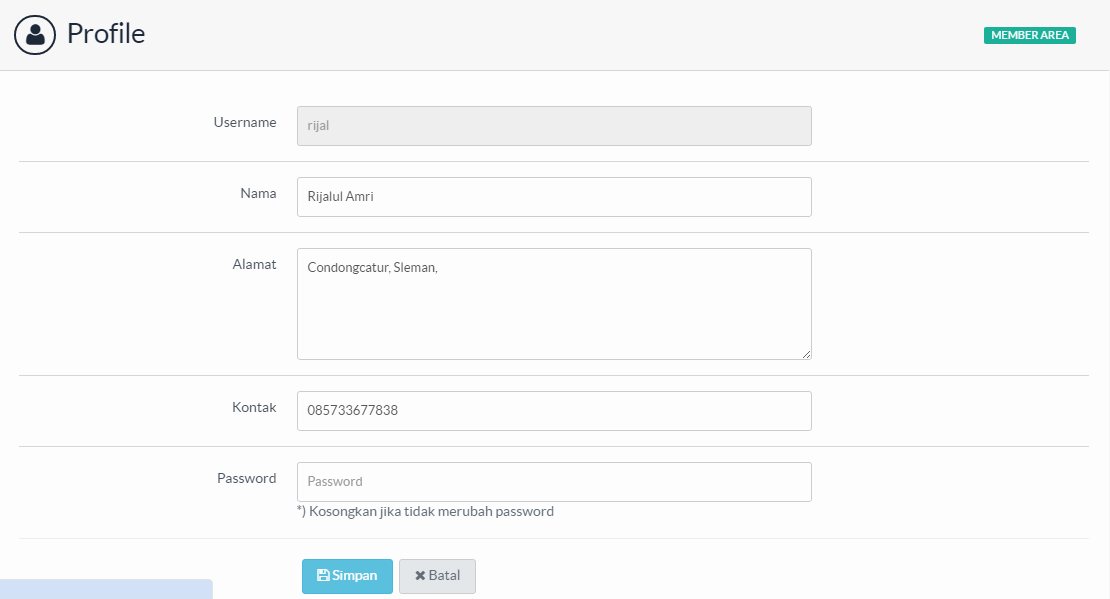 Profile
MEMBER AREA
Username
rijal
Nama
Rijalul Amri
Alamat
Condongcatur, Sleman,
Kontak
085733677838
Password
Password
*) Kosongkan jika tidak merubah password
Simpan
Batal